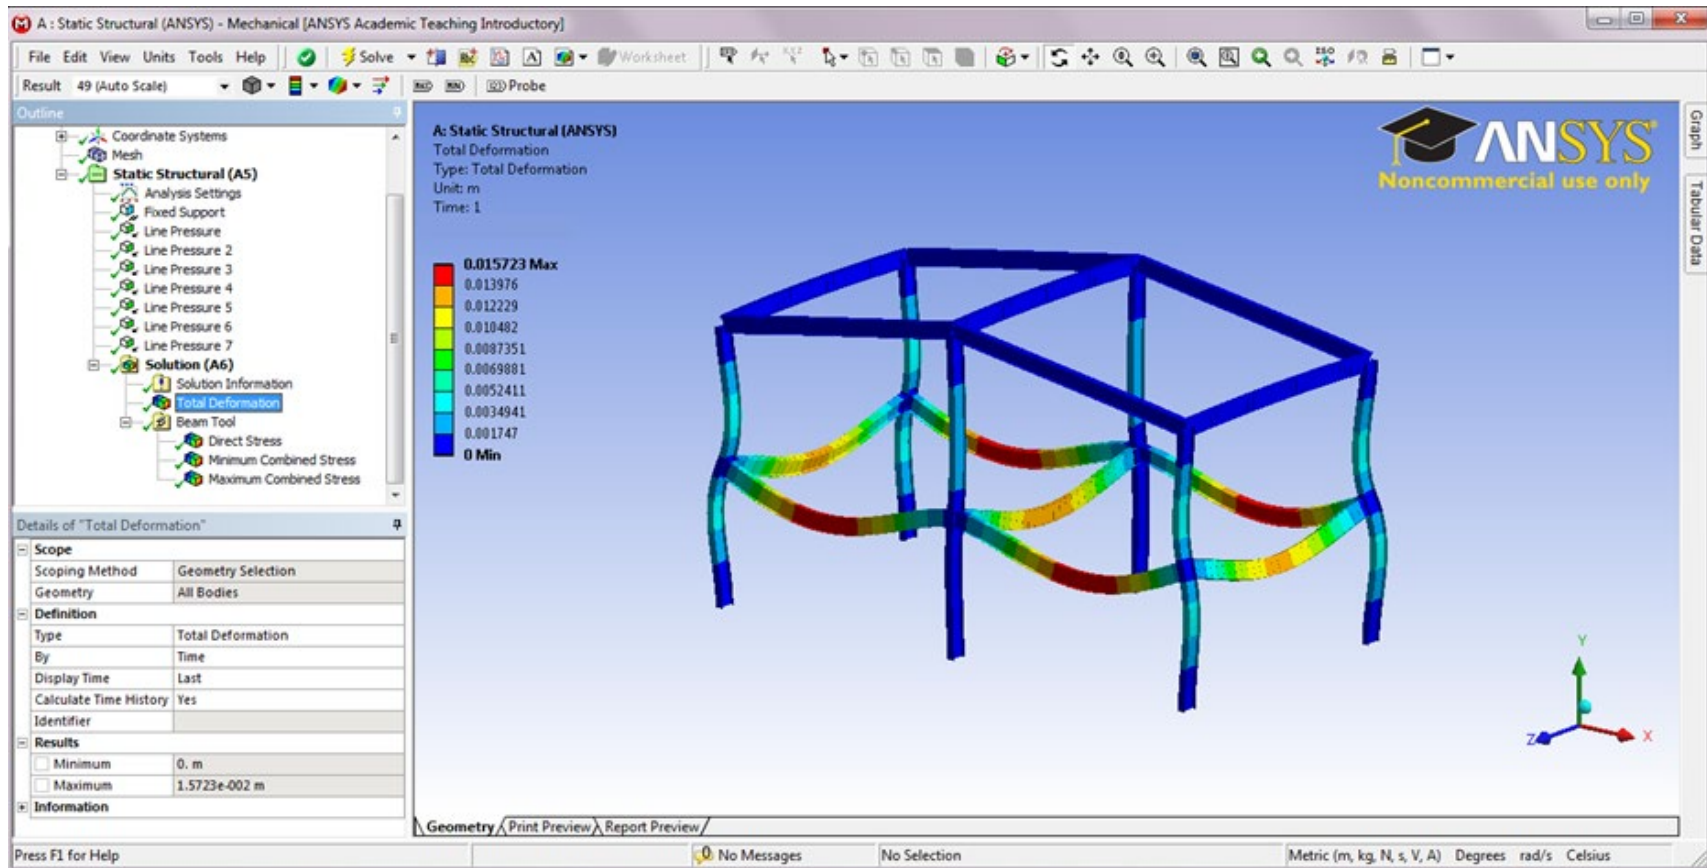 A : Static Structural (ANSYS) - Mechanical [ANSYS Academic Teaching Introductory]
File Edit View Units Tools Help Solve Worksheet
Result 49 (Auto Scale) Probe
Outline
Coordinate Systems
Mesh
Static Structural (A5)
Analysis Settings
Fixed Support
Line Pressure
Line Pressure 2
Line Pressure 3
Line Pressure 4
Line Pressure 5
Line Pressure 6
Line Pressure 7
Solution (A6)
Solution Information
Total Deformation
Beam Tool
Direct Stress
Minimum Combined Stress
Maximum Combined Stress
Details of "Total Deformation"
Scope
Scoping Method Geometry Selection
Geometry All Bodies
Definition
Type Total Deformation
By Time
Display Time Last
Calculate Time History Yes
Identifier
Results
Minimum 0. m
Maximum 1.5723e-002 m
Information
A: Static Structural (ANSYS)
Total Deformation
Type: Total Deformation
Unit: m
Time: 1
0.015723 Max
0.013976
0.012229
0.010482
0.0087351
0.0069881
0.0052411
0.0034941
0.001747
0 Min
ANSYS
Noncommercial use only
Y
Z X
Graph
Tabular Data
Geometry Print Preview Report Preview
Press F1 for Help 0 No Messages No Selection Metric (m, kg, N, s, V, A) Degrees rad/s Celsius